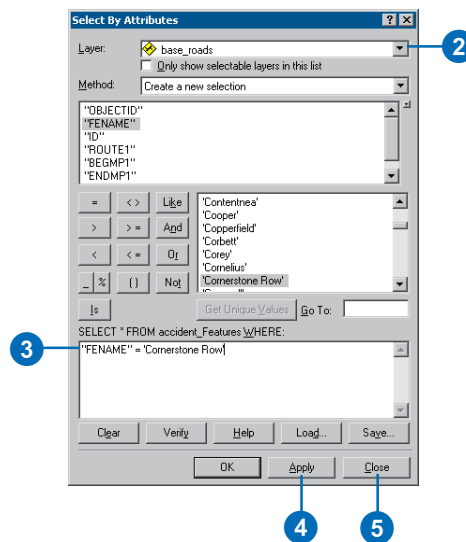 Select By Attributes
Layer: base_roads
2
Only show selectable layers in this list
Method: Create a new selection
"OBJECTID"
"FENAME"
"ID"
"ROUTE1"
"BEGMP1"
"ENDMP1"
= <> Like
> >= And
< <= Or
_ % () Not
Is
'Contentnea'
'Cooper'
'Copperfield'
'Corbett'
'Corey'
'Cornelius'
'Cornerstone Row'
Get Unique Values Go To:
SELECT * FROM accident_Features WHERE:
3
"FENAME" = 'Cornerstone Row'
Clear Verify Help Load... Save...
OK Apply Close
4 5